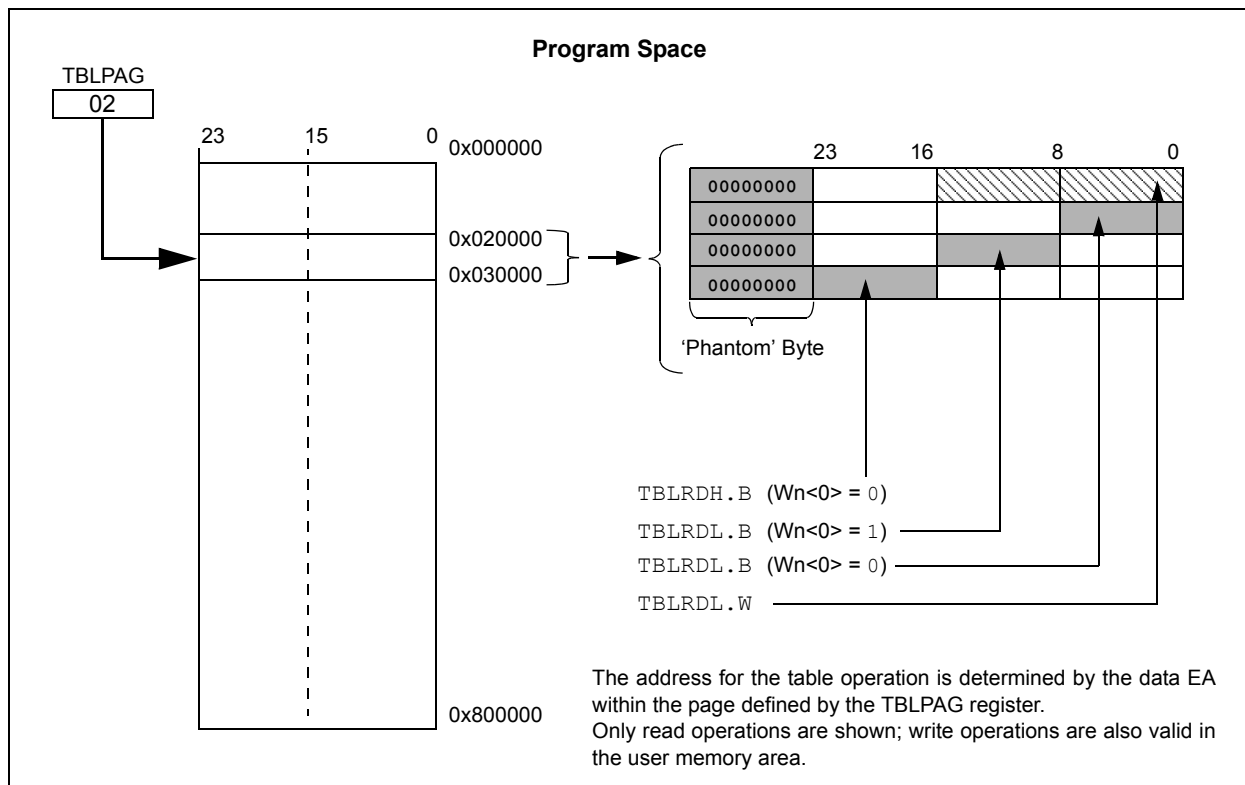 Program Space
TBLPAG
02
23 15 0
0x000000
0x020000
0x030000
0x800000
23 16 8 0
00000000
00000000
00000000
00000000
‘Phantom’ Byte
TBLRDH.B (Wn<0> = 0)
TBLRDL.B (Wn<0> = 1)
TBLRDL.B (Wn<0> = 0)
TBLRDL.W
The address for the table operation is determined by the data EA
within the page defined by the TBLPAG register.
Only read operations are shown; write operations are also valid in
the user memory area.